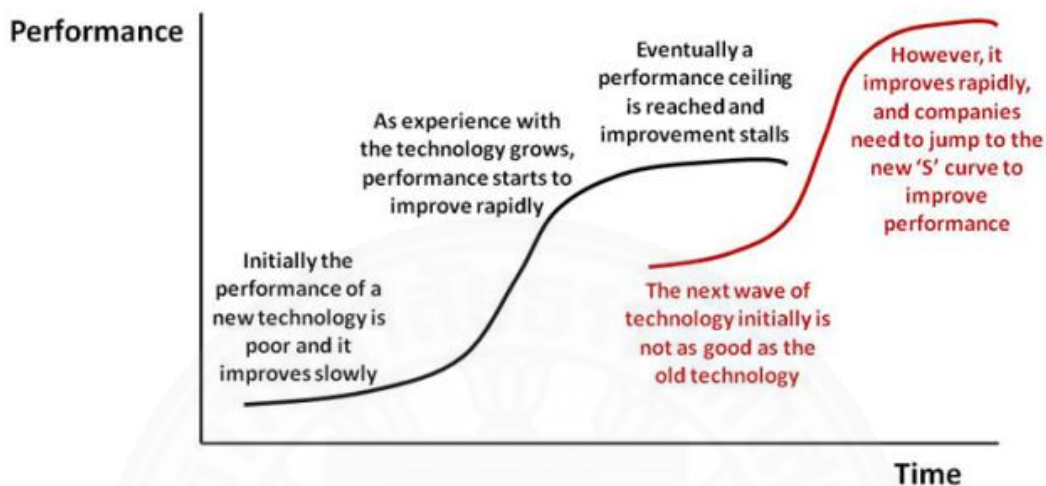 Performance
Initially the
performance of a
new technology is
poor and it
improves slowly
As experience with
the technology grows,
performance starts to
improve rapidly
Eventually a
performance ceiling
is reached and
improvement stalls
The next wave of
technology initially is
not as good as the
old technology
However, it
improves rapidly,
and companies
need to jump to the
new ‘S’ curve to
improve
performance
Time